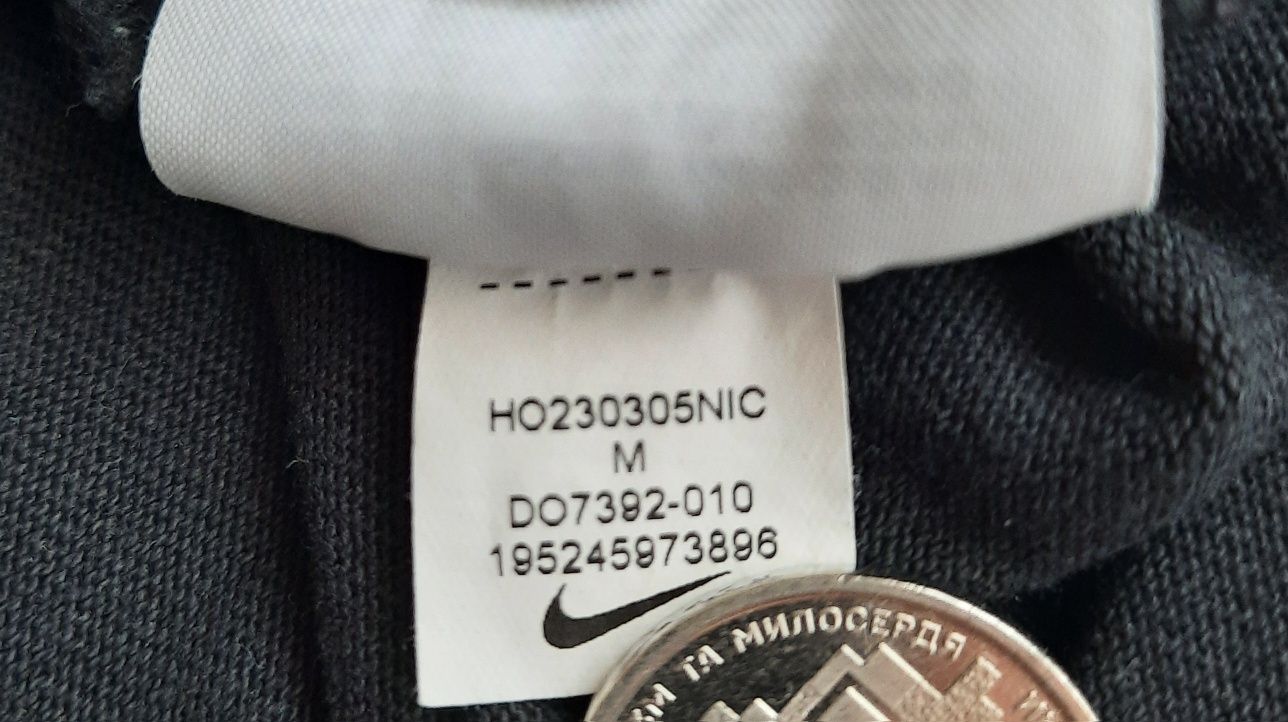 HO230305NIC
M
DO7392-010
195245973896
ТА МИЛОСЕРДЯ